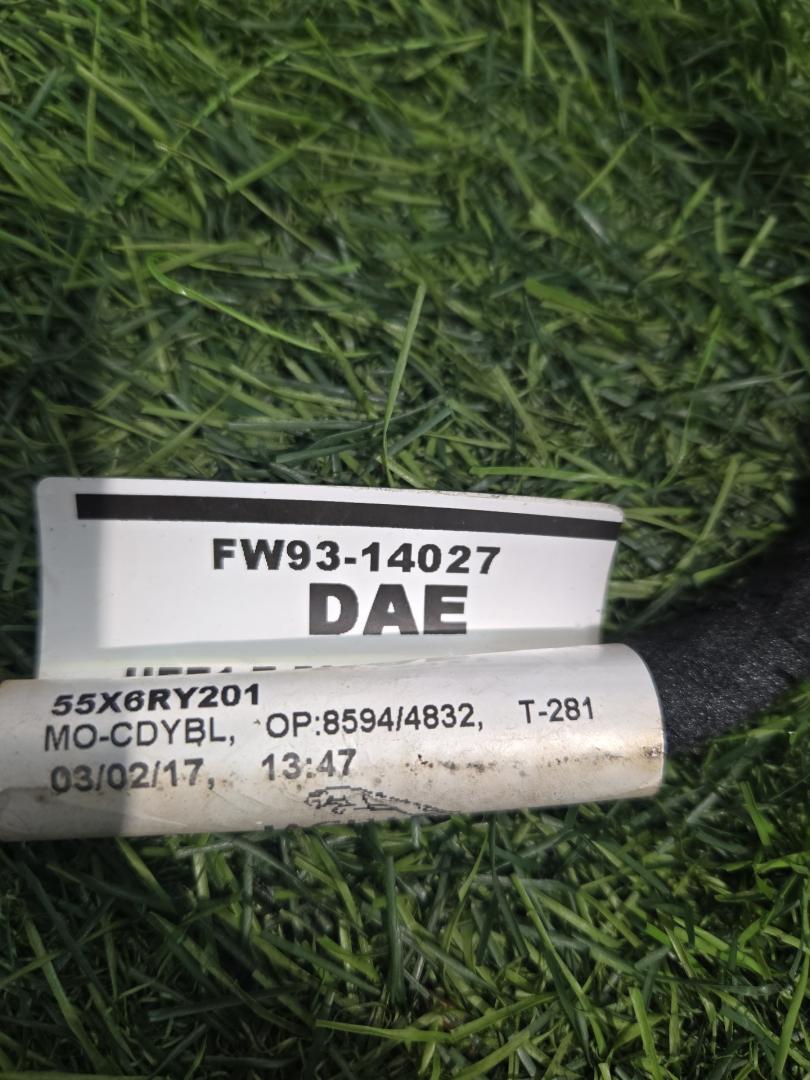 FW93-14027
DAE
55X6RY201
MO-CDYBL, OP:8594/4832, T-281
03/02/17, 13:47